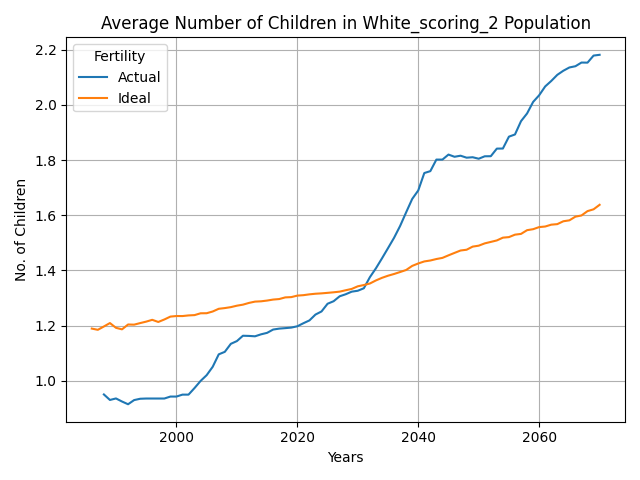 Average Number of Children in White_scoring_2 Population
Fertility
Actual
Ideal
2.2
2.0
1.8
1.6
1.4
1.2
1.0
No. of Children
2000
2020
2040
2060
Years